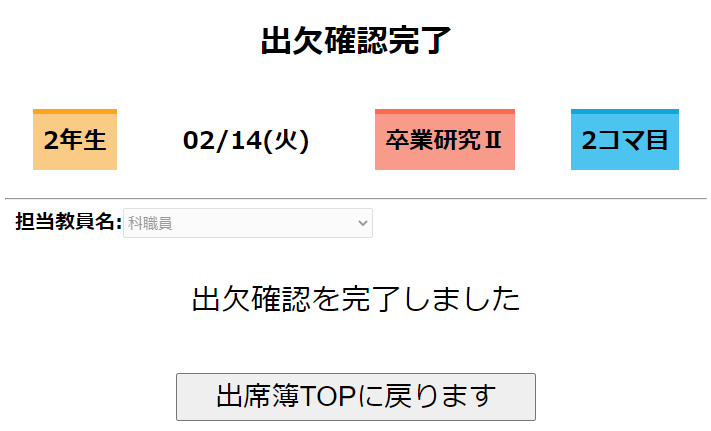 出欠確認完了
2年生 02/14(火) 卒業研究Ⅱ 2コマ目
担当教員名:科職員
出欠確認を完了しました
出席簿TOPに戻ります